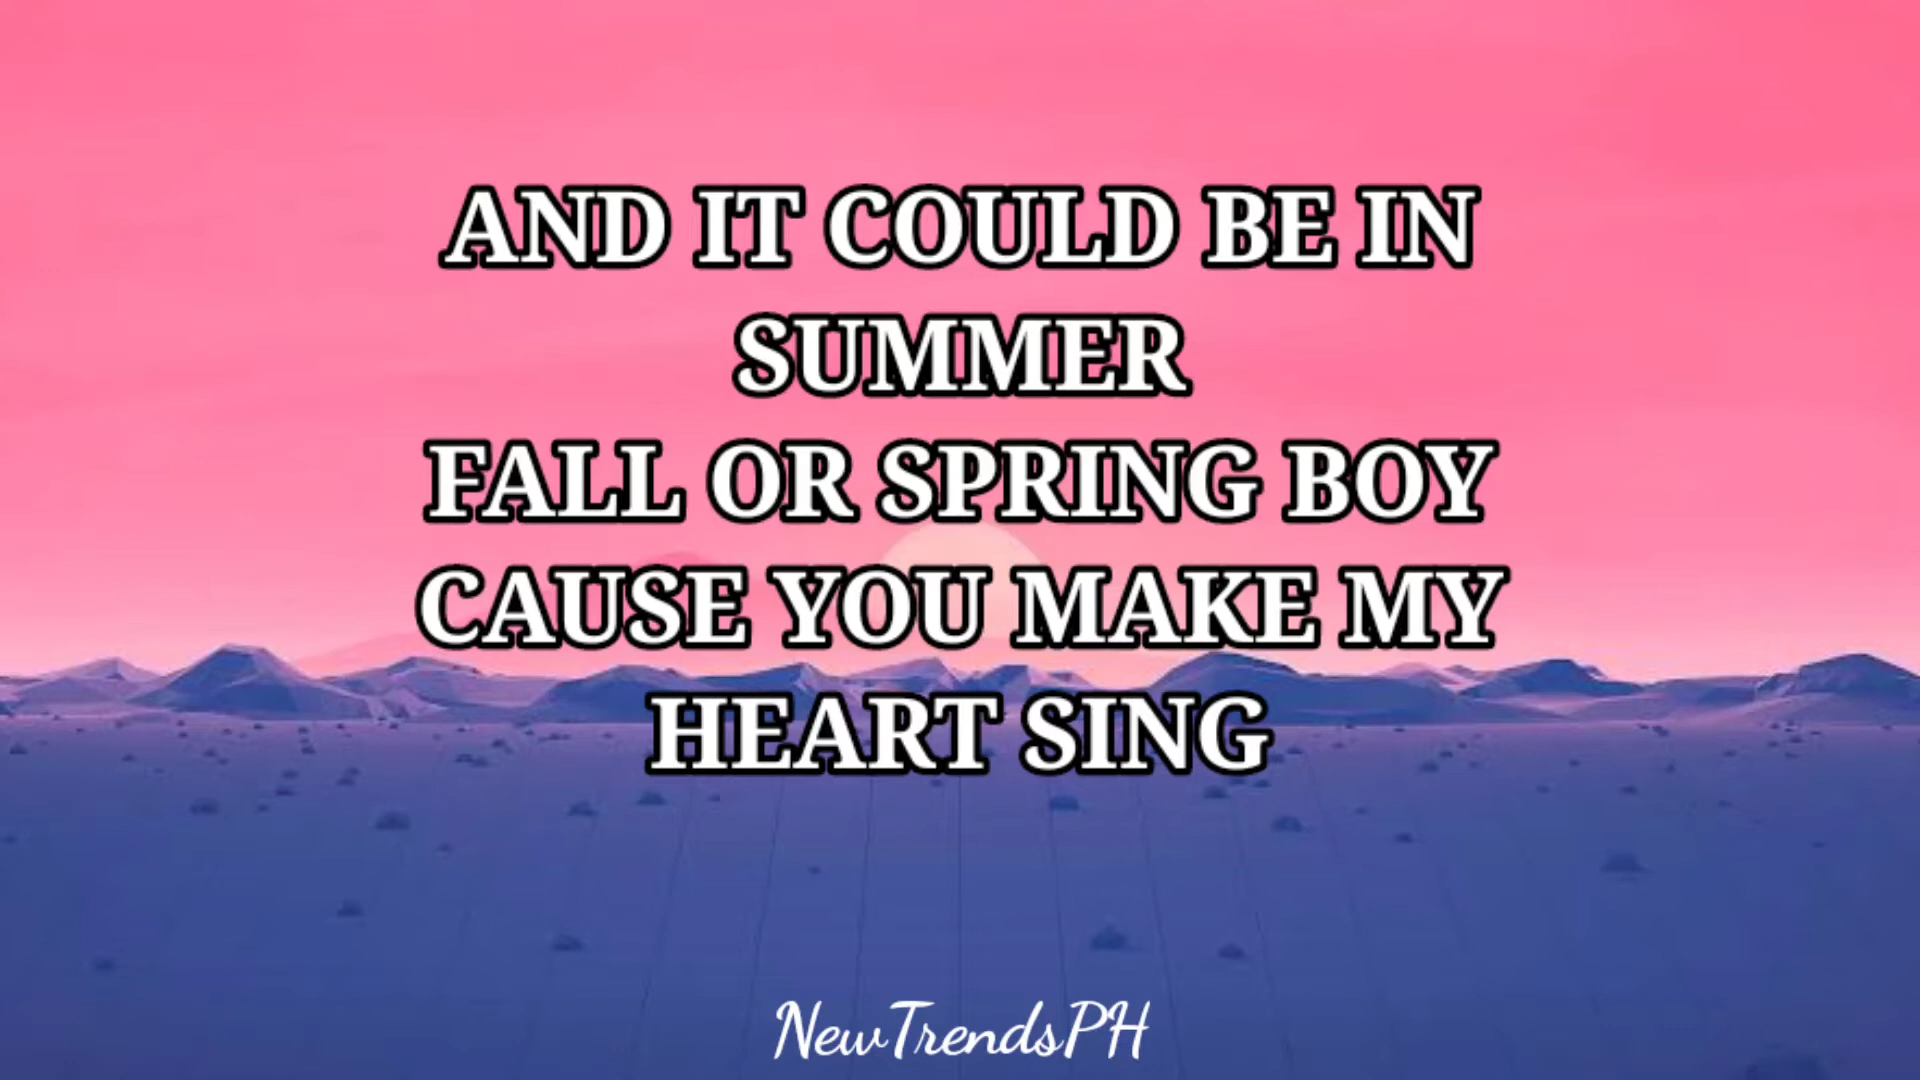 AND IT COULD BE IN
SUMMER
FALL OR SPRING BOY
CAUSE YOU MAKE MY
HEART SING
NewTrendsPH